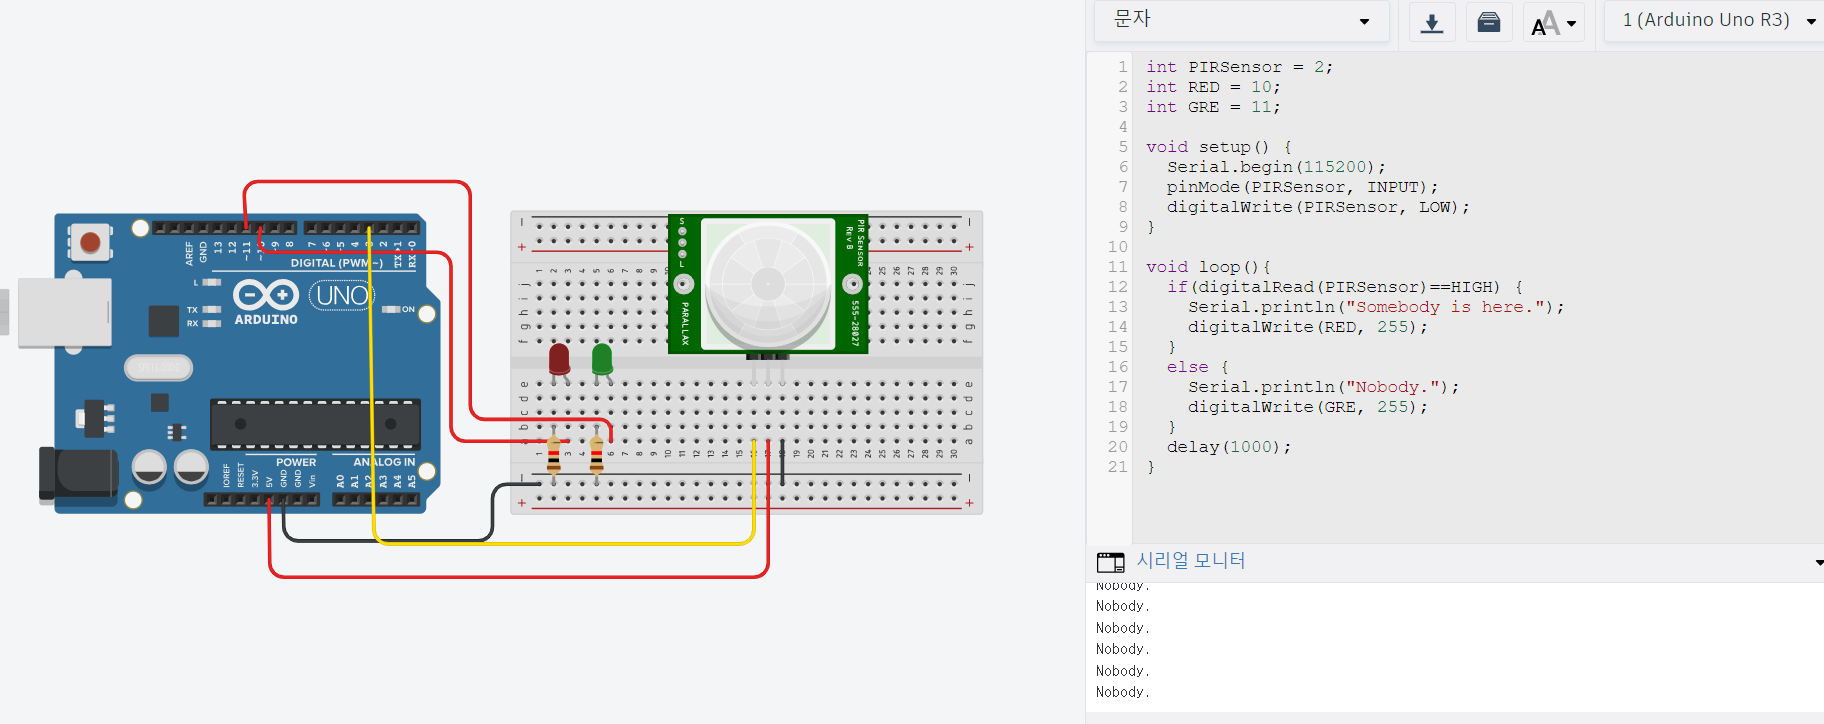 문자
1 (Arduino Uno R3)
1 int PIRSensor = 2;
2 int RED = 10;
3 int GRE = 11;
4
5 void setup() {
6 Serial.begin(115200);
7 pinMode(PIRSensor, INPUT);
8 digitalWrite(PIRSensor, LOW);
9 }
10
11 void loop(){
12 if(digitalRead(PIRSensor)==HIGH) {
13 Serial.println("Somebody is here.");
14 digitalWrite(RED, 255);
15 }
16 else {
17 Serial.println("Nobody.");
18 digitalWrite(GRE, 255);
19 }
20 delay(1000);
21 }
시리얼 모니터
Nobody.
Nobody.
Nobody.
Nobody.
Nobody.
Nobody.
AREF
GND
13
12
~11
~9
8
7
~6
~5
4
2
TX→1
RX←0
DIGITAL (PWM~)
L
TX
RX
ARDUINO
UNO
ON
POWER
ANALOG IN
IOREF
RESET
3.3V
5V
GND
GND
Vin
A0
A1
A2
A3
A4
A5
S
L
PIR SENSOR
REV B
PARALLAX
555-28027